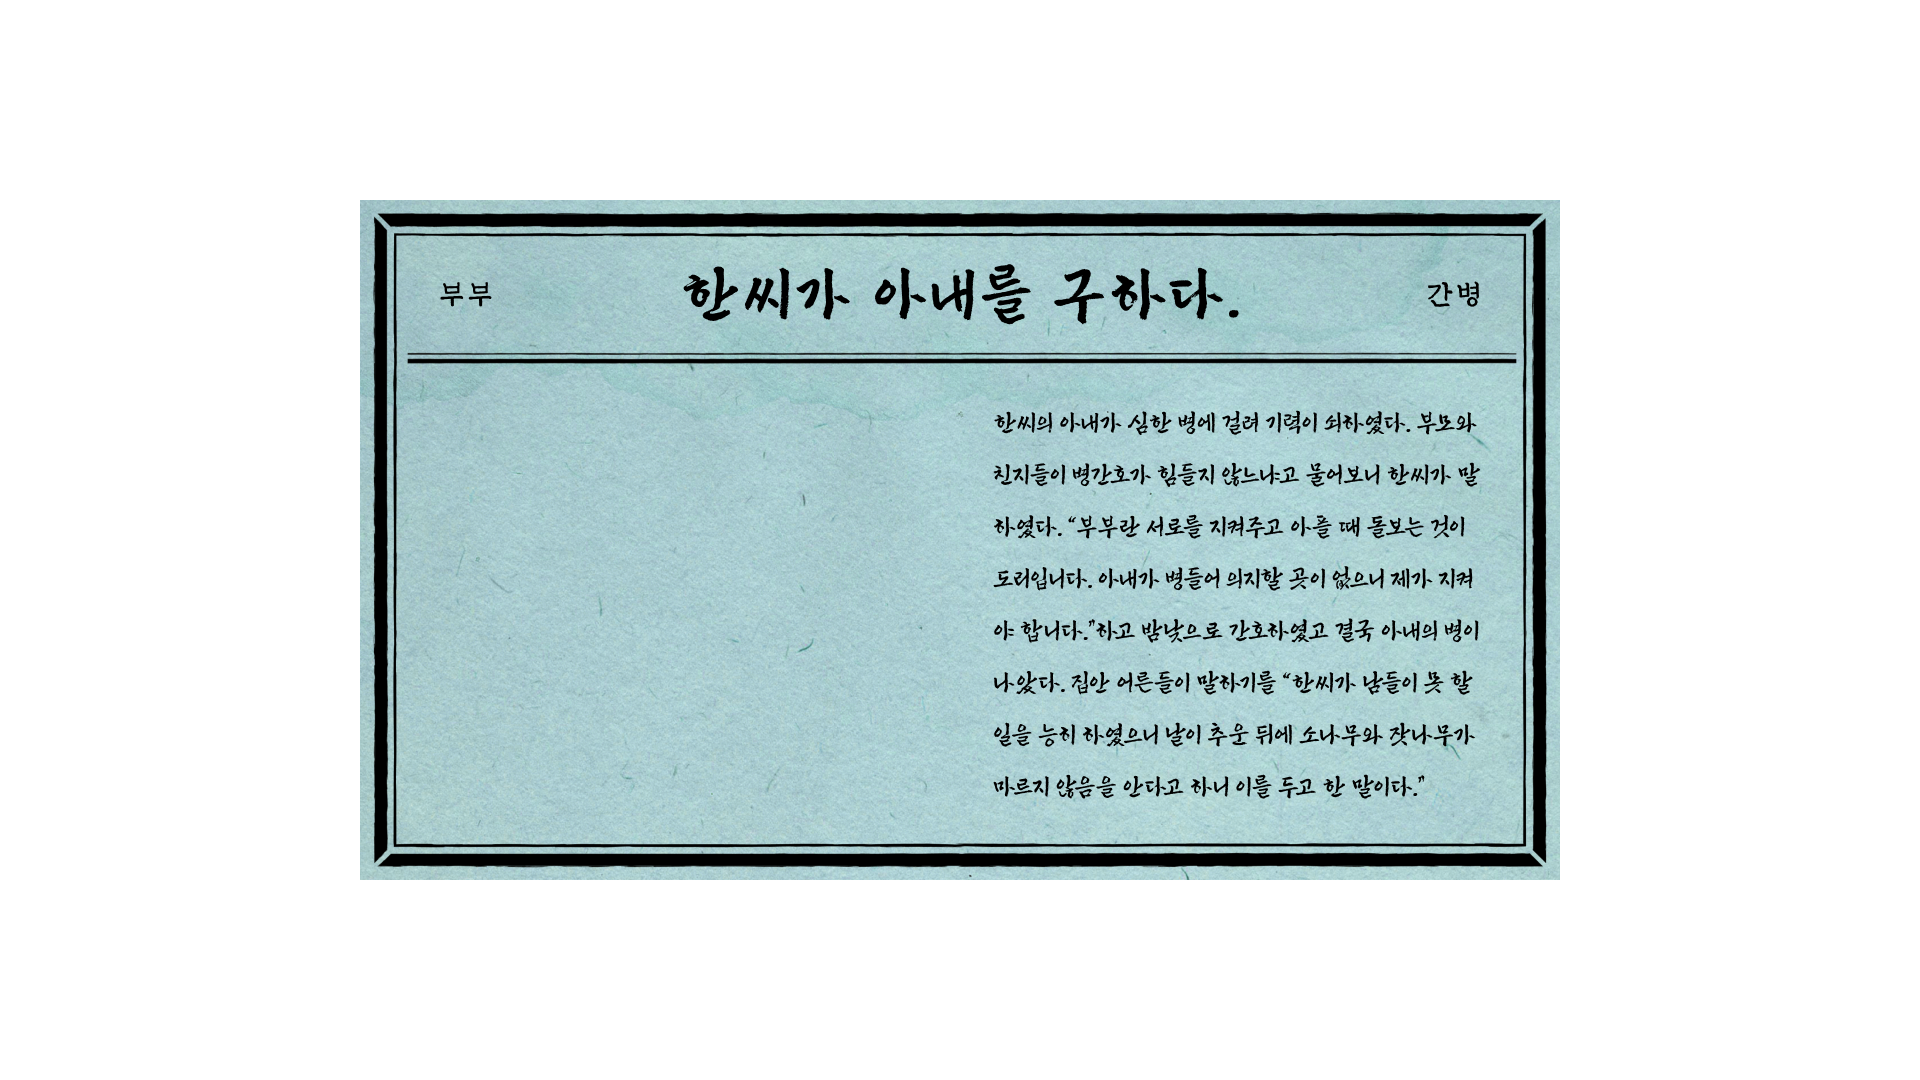 부부
한씨가 아내를 구하다.
간병
한씨의 아내가 심한 병에 걸려 기력이 쇠하였다. 부모와
친지들이 병간호가 힘들지 않느냐고 물어보니 한씨가 말
하였다. “부부란 서로를 지켜주고 아플 때 돌보는 것이
도리입니다. 아내가 병들어 의지할 곳이 없으니 제가 지켜
야 합니다.”하고 밤낮으로 간호하였고 결국 아내의 병이
나았다. 집안 어른들이 말하기를 “한씨가 남들이 못 할
일을 능히 하였으니 날이 추운 뒤에 소나무와 잣나무가
마르지 않음을 안다고 하니 이를 두고 한 말이다.”